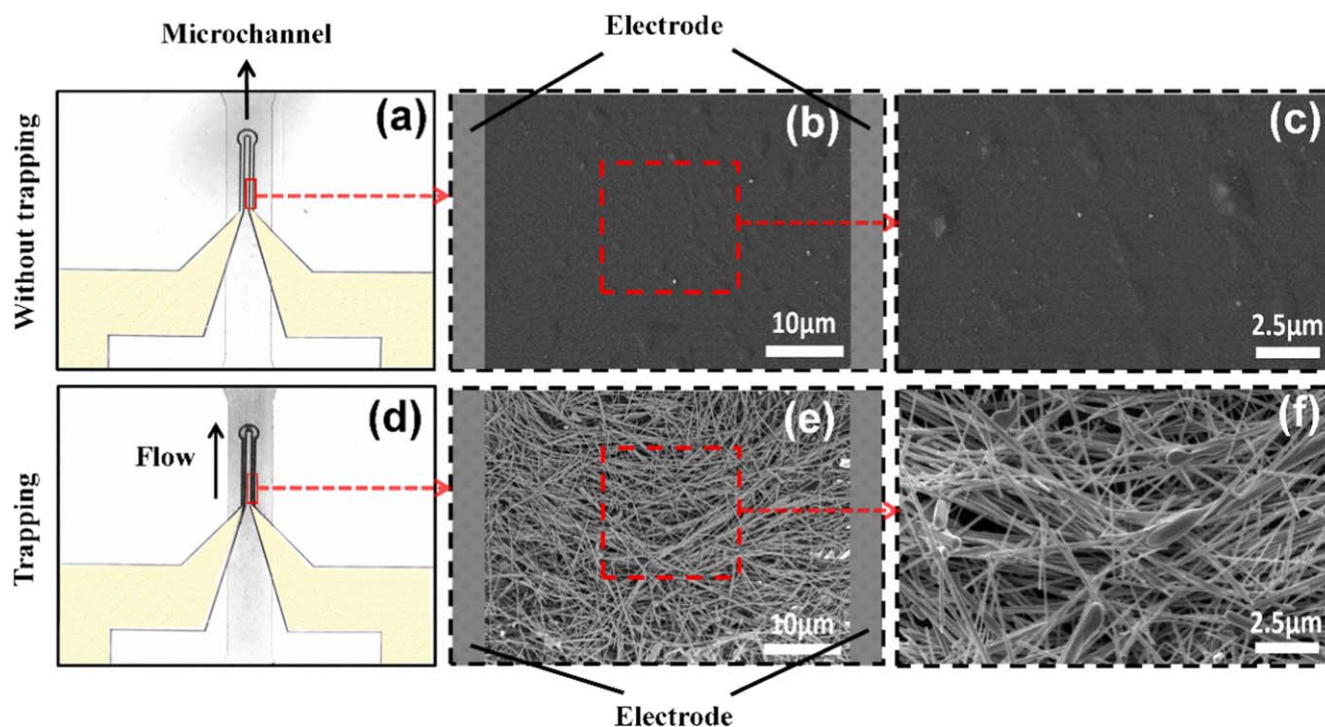 Microchannel
Electrode
Without trapping
(a)
(b)
(c)
10μm
2.5μm
Trapping
(d)
Flow
(e)
(f)
10μm
2.5μm
Electrode